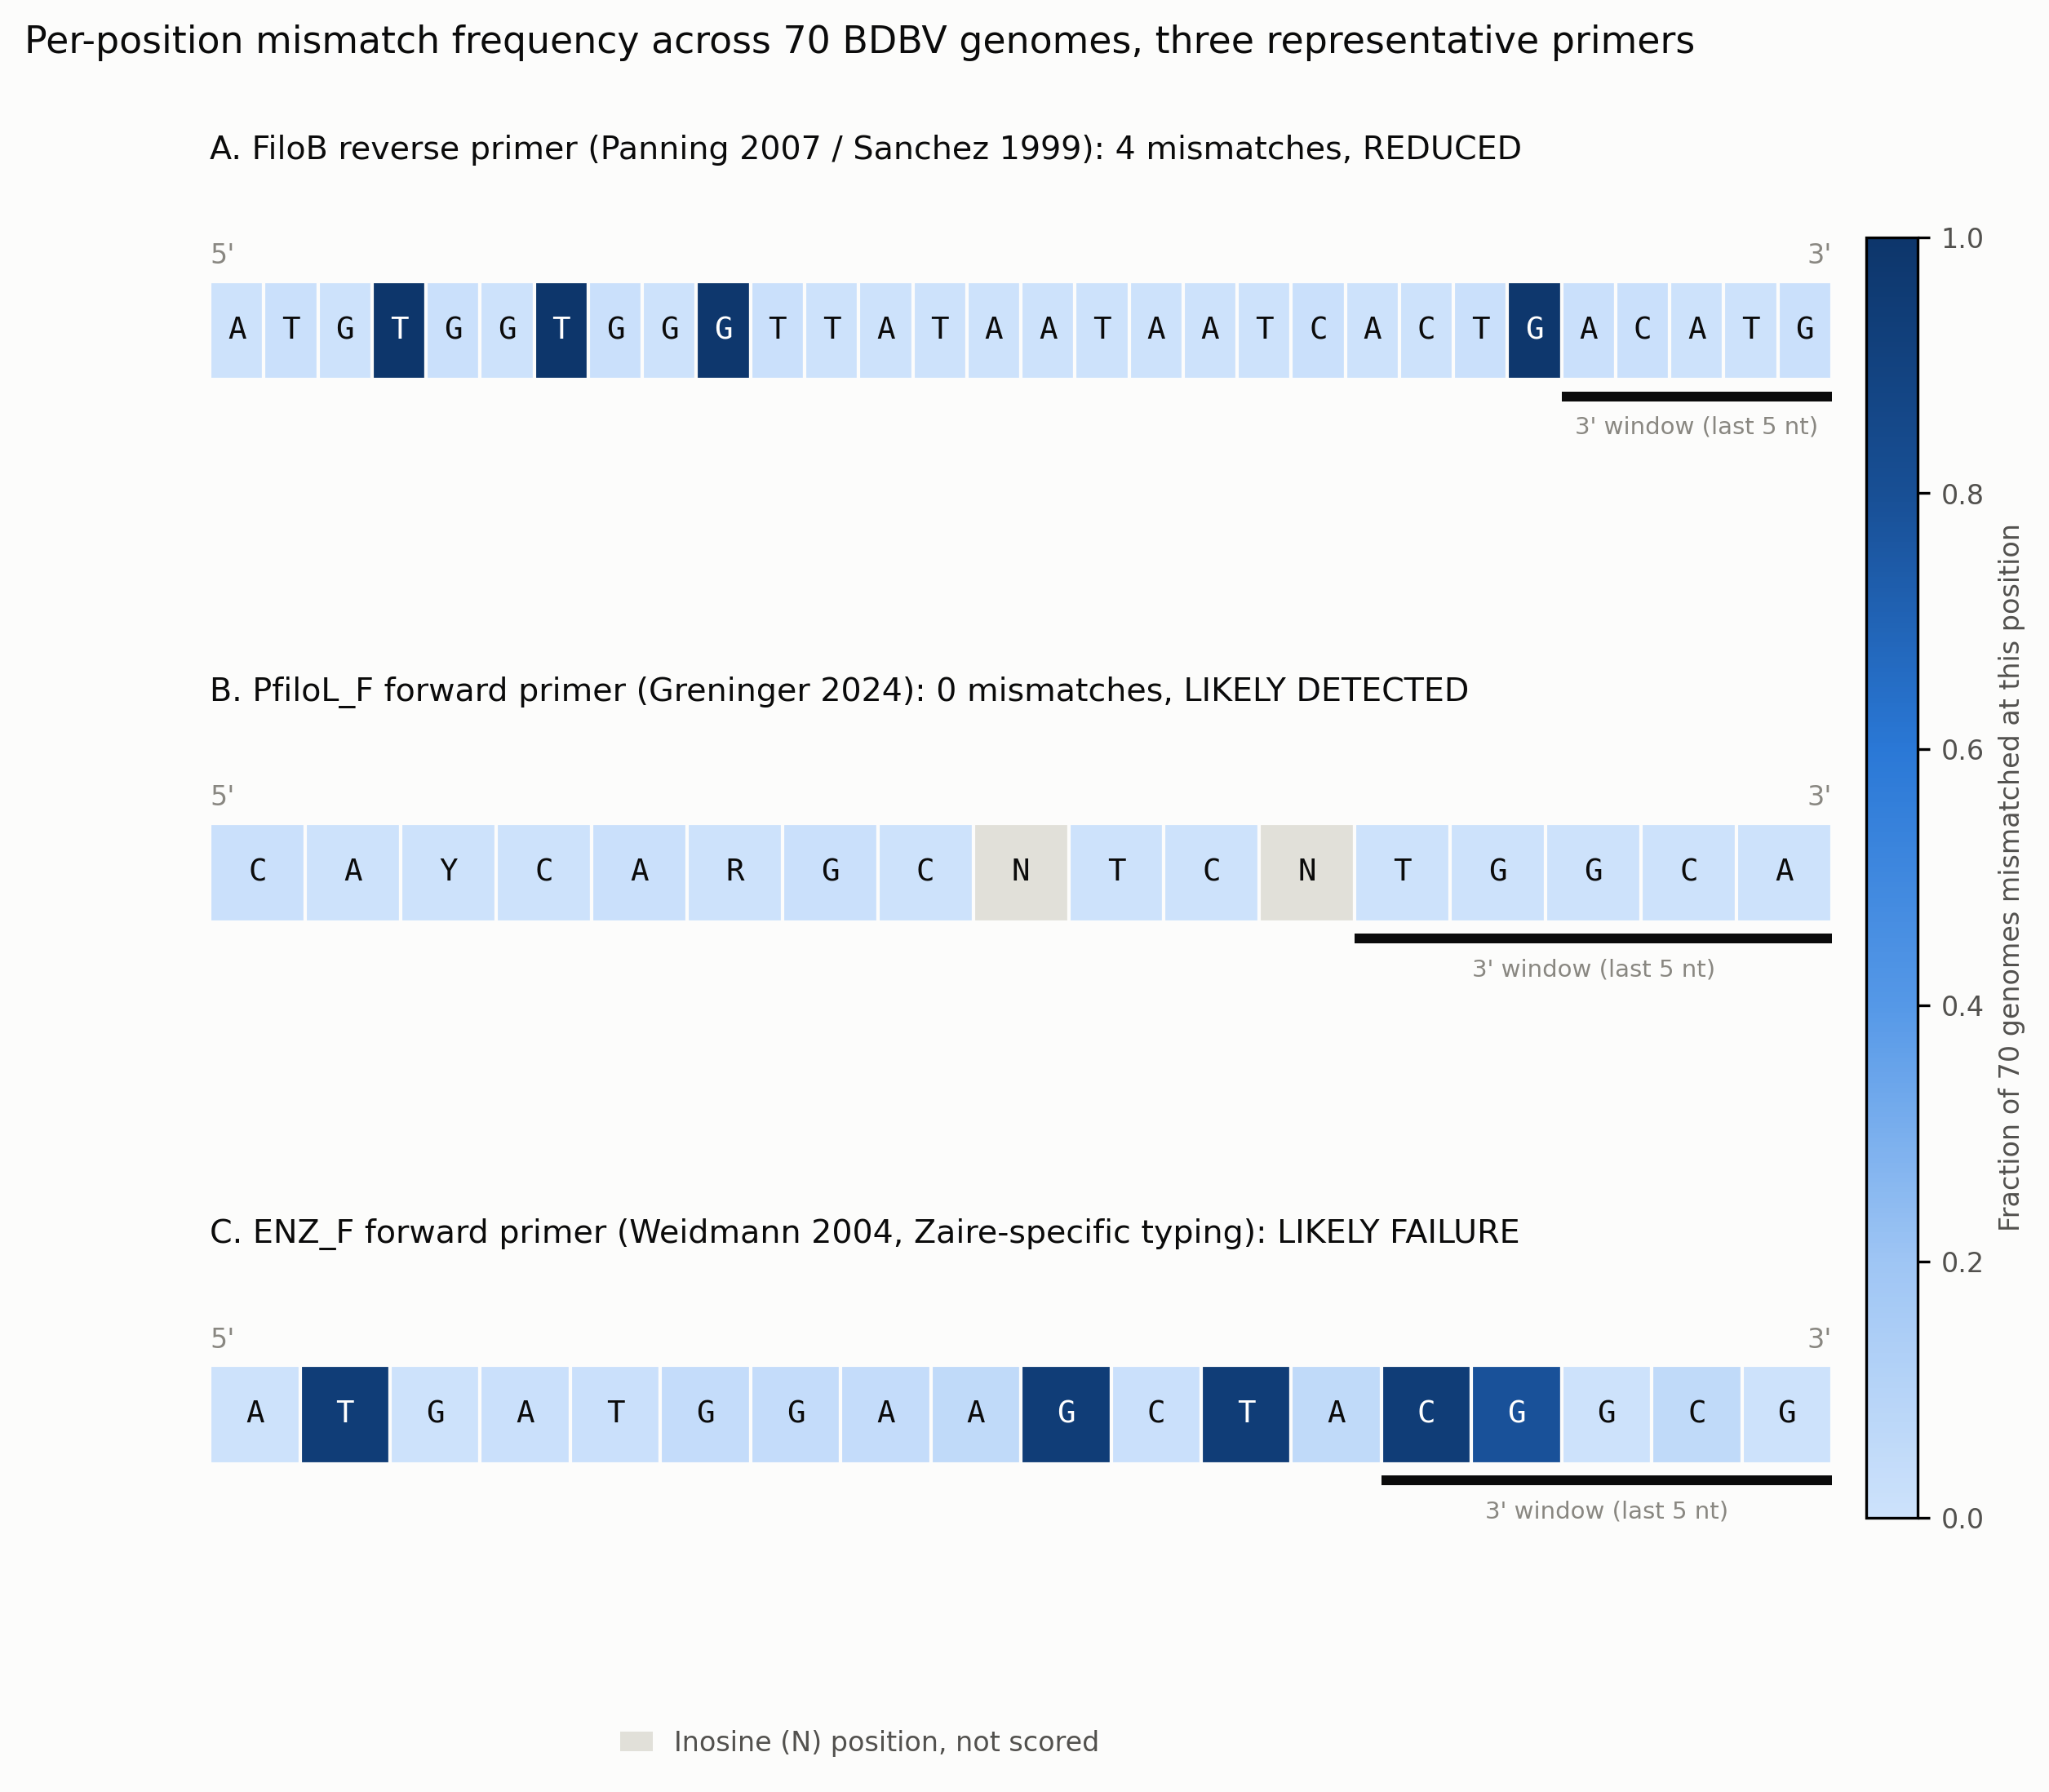 Per-position mismatch frequency across 70 BDBV genomes, three representative primers
A. FiloB reverse primer (Panning 2007 / Sanchez 1999): 4 mismatches, REDUCED
5' 3'
A T G T G G T G G G T T A T A A T A A T C A C T G A C A T G
3' window (last 5 nt)
B. PfiloL_F forward primer (Greninger 2024): 0 mismatches, LIKELY DETECTED
5' 3'
C A Y C A R G C N T C N T G G C A
3' window (last 5 nt)
C. ENZ_F forward primer (Weidmann 2004, Zaire-specific typing): LIKELY FAILURE
5' 3'
A T G A T G G A A G C T A C G G C G
3' window (last 5 nt)
Inosine (N) position, not scored
1.0
0.8
0.6
0.4
0.2
0.0
Fraction of 70 genomes mismatched at this position